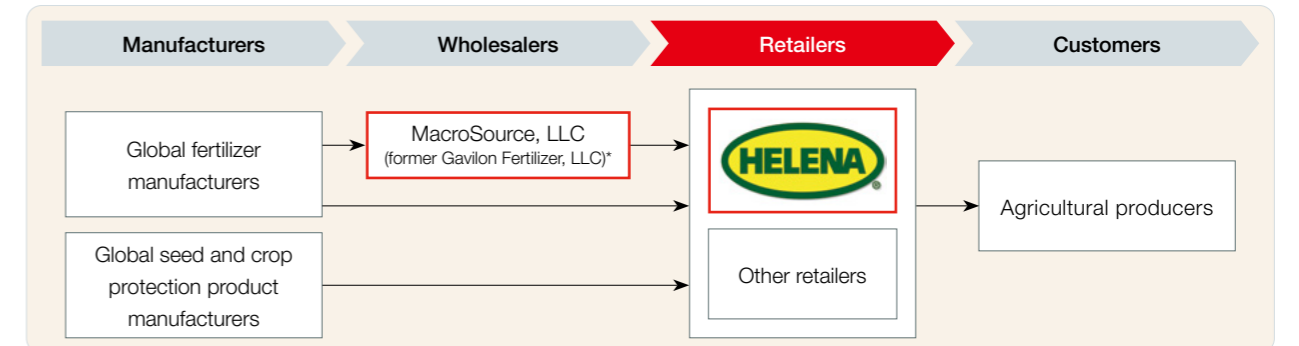 Manufacturers
Wholesalers
Retailers
Customers
Global fertilizer
manufacturers
MacroSource, LLC
(former Gavilon Fertilizer, LLC)*
HELENA
®
Agricultural producers
Global seed and crop
protection product
manufacturers
Other retailers